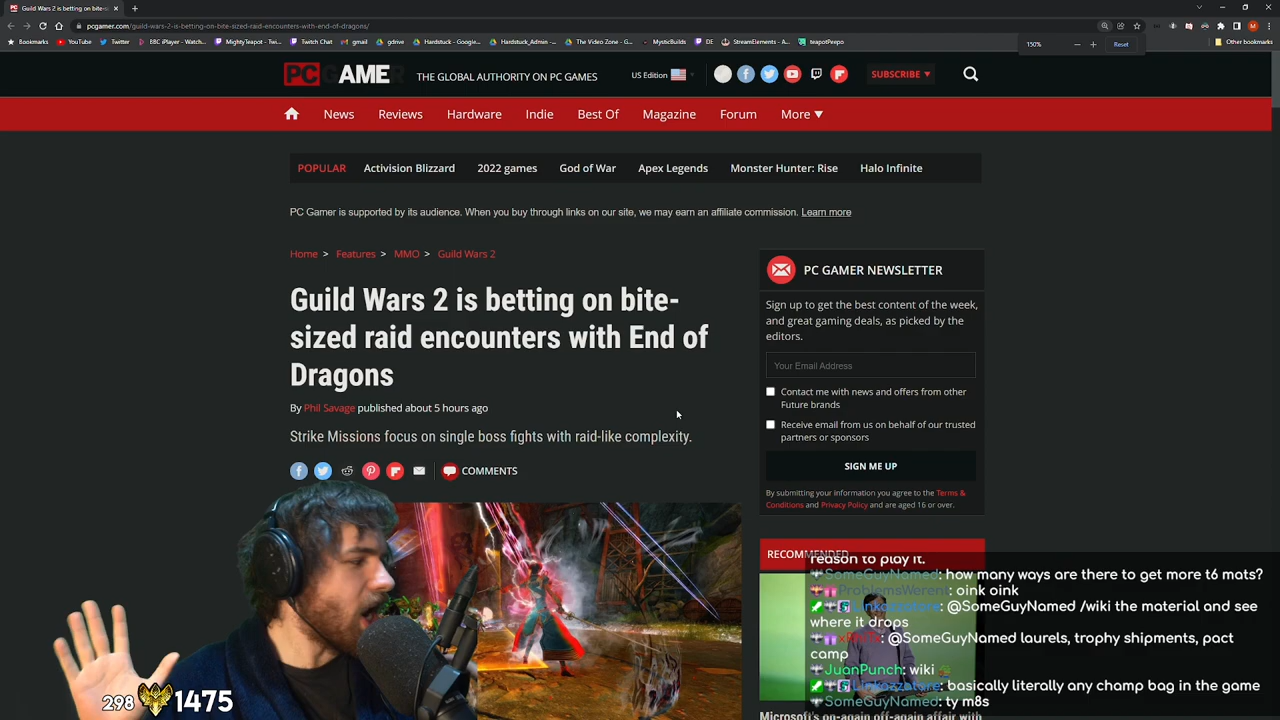 Guild Wars 2 is betting on bite-s
pcgamer.com/guild-wars-2-is-betting-on-bite-sized-raid-encounters-with-end-of-dragons/
Bookmarks YouTube Twitter BBC iPlayer - Watch... MightyTeapot - Twi... Twitch Chat gmail gdrive Hardstuck - Google... Hardstuck_Admin -... The Video Zone - G... MysticBuilds DE StreamElements - A... teapotPeepo Other bookmarks
150% Reset
PC GAMER THE GLOBAL AUTHORITY ON PC GAMES US Edition SUBSCRIBE
News Reviews Hardware Indie Best Of Magazine Forum More
POPULAR Activision Blizzard 2022 games God of War Apex Legends Monster Hunter: Rise Halo Infinite
PC Gamer is supported by its audience. When you buy through links on our site, we may earn an affiliate commission. Learn more
Home > Features > MMO > Guild Wars 2
Guild Wars 2 is betting on bite-
sized raid encounters with End of
Dragons
By Phil Savage published about 5 hours ago
Strike Missions focus on single boss fights with raid-like complexity.
COMMENTS
PC GAMER NEWSLETTER
Sign up to get the best content of the week,
and great gaming deals, as picked by the
editors.
Your Email Address
Contact me with news and offers from other
Future brands
Receive email from us on behalf of our trusted
partners or sponsors
SIGN ME UP
By submitting your information you agree to the Terms &
Conditions and Privacy Policy and are aged 16 or over.
RECOMMENDED
reason to play it.
SomeGuyNamed: how many ways are there to get more t6 mats?
ProblemsWereni: oink oink
@SomeGuyNamed /wiki the material and see
where it drops
@SomeGuyNamed laurels, trophy shipments, pact
camp
JuanPunch: wiki
basically literally any champ bag in the game
SomeGuyNamed: ty m8s
Microsoft's on-again off-again affair with
298 1475